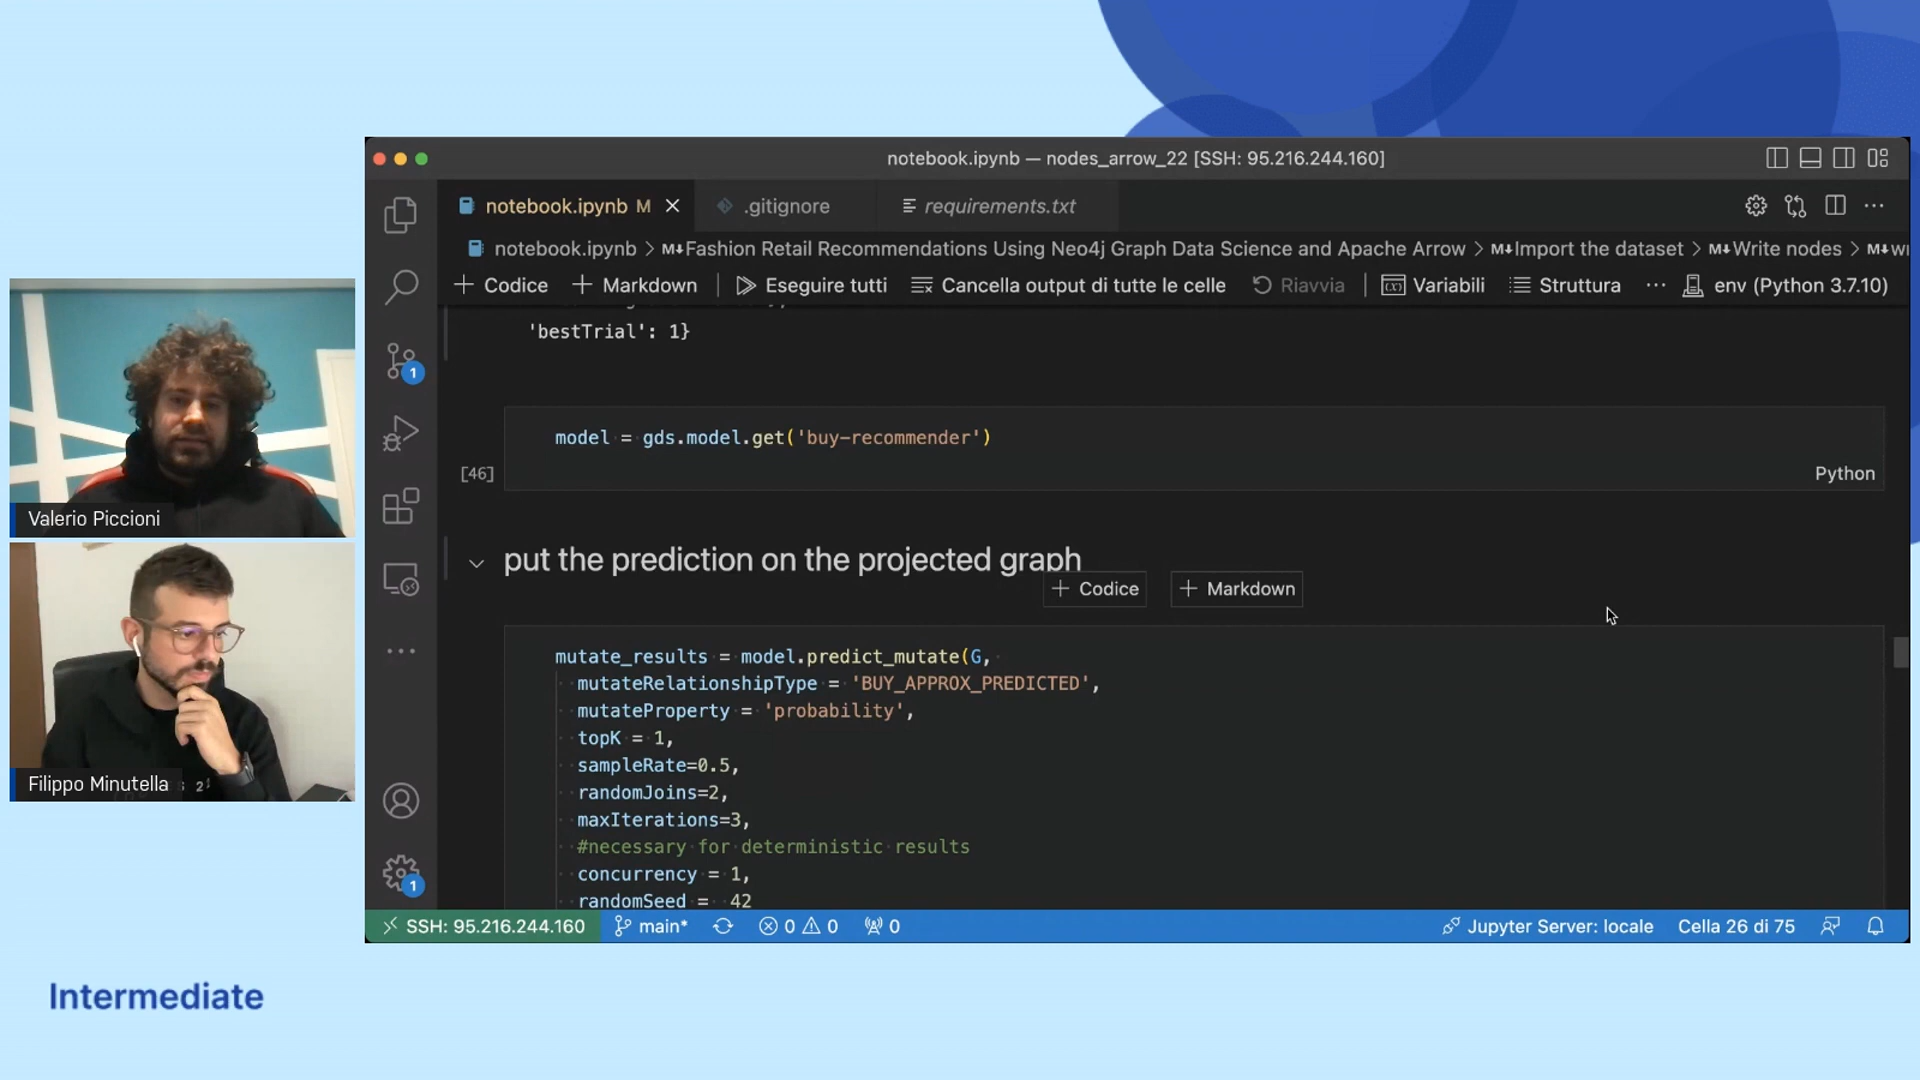 notebook.ipynb — nodes_arrow_22 [SSH: 95.216.244.160]
notebook.ipynb M
.gitignore
requirements.txt
notebook.ipynb > M↓Fashion Retail Recommendations Using Neo4j Graph Data Science and Apache Arrow > M↓Import the dataset > M↓Write nodes > M↓wr
+ Codice + Markdown | Eseguire tutti Cancella output di tutte le celle Riavvia | Variabili Struttura ··· env (Python 3.7.10)
'bestTrial': 1}
model = gds.model.get('buy-recommender')
[46]
Python
put the prediction on the projected graph
+ Codice + Markdown
mutate_results = model.predict_mutate(G,
mutateRelationshipType = 'BUY_APPROX_PREDICTED',
mutateProperty = 'probability',
topK = 1,
sampleRate=0.5,
randomJoins=2,
maxIterations=3,
#necessary for deterministic results
concurrency = 1,
randomSeed = 42
1
1
SSH: 95.216.244.160 main* 0 0 0 Jupyter Server: locale Cella 26 di 75
Valerio Piccioni
Filippo Minutella
Intermediate